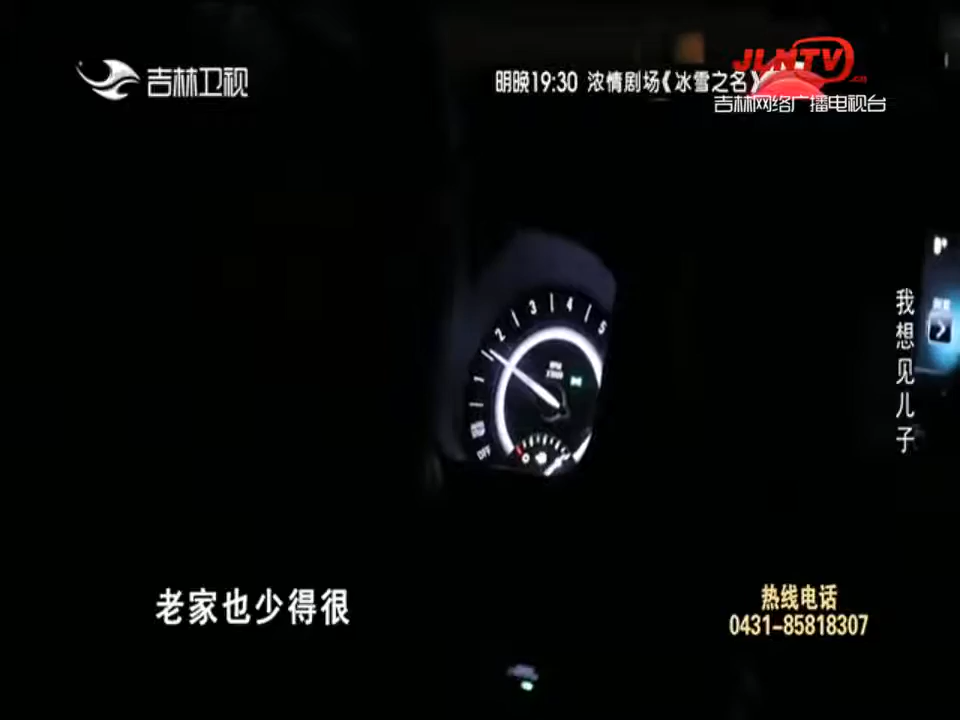 吉林卫视
明晚19:30 浓情剧场《冰雪之名》
JLNTV.cn
吉林网络广播电视台
我想见儿子
1
2
3
4
5
OFF
老家也少得很
热线电话
0431-85818307